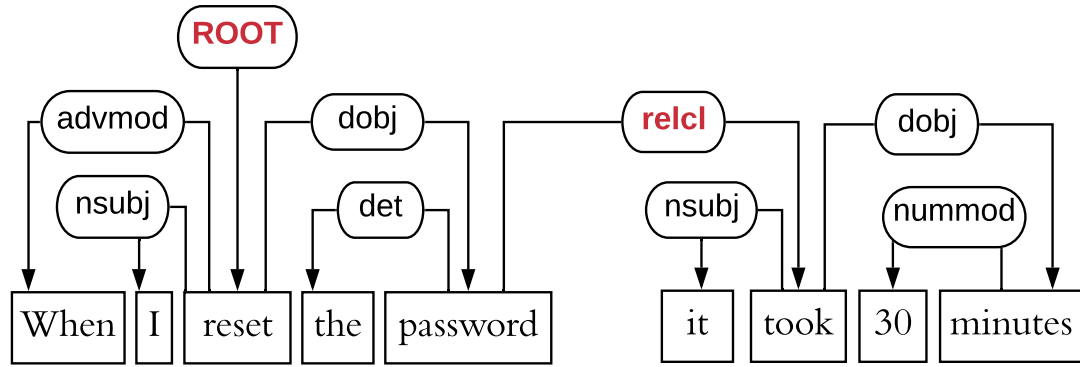 ROOT
advmod dobj relcl dobj
nsubj det nsubj nummod
When I reset the password it took 30 minutes